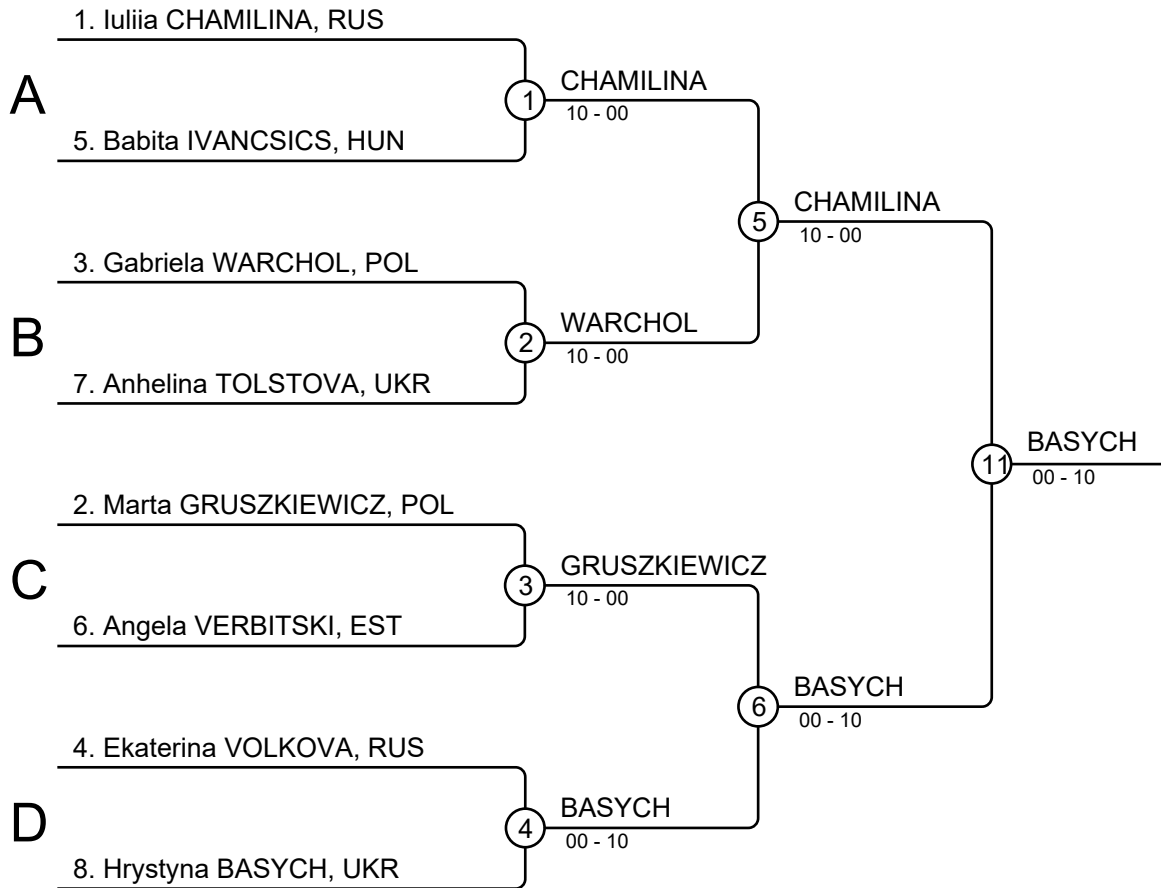 1. Iuliia CHAMILINA, RUS
A
1
CHAMILINA
10 - 00
5. Babita IVANCSICS, HUN
5
CHAMILINA
10 - 00
3. Gabriela WARCHOL, POL
B
2
WARCHOL
10 - 00
7. Anhelina TOLSTOVA, UKR
11
BASYCH
00 - 10
2. Marta GRUSZKIEWICZ, POL
C
3
GRUSZKIEWICZ
10 - 00
6. Angela VERBITSKI, EST
6
BASYCH
00 - 10
4. Ekaterina VOLKOVA, RUS
D
4
BASYCH
00 - 10
8. Hrystyna BASYCH, UKR